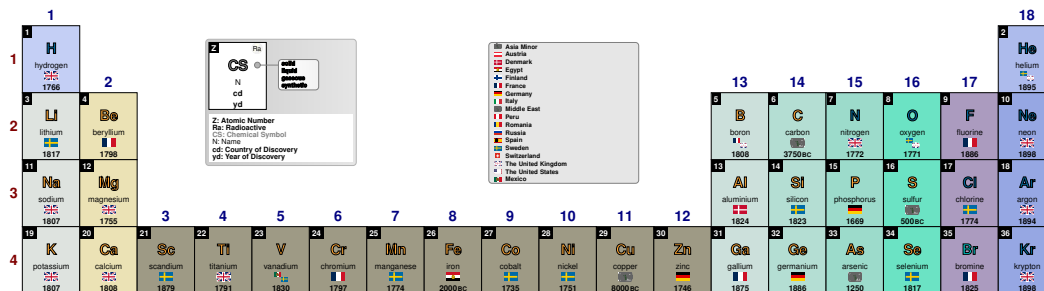 1
18
1
H
hydrogen
1766
2
He
helium
1895
1
Z
Ra
CS
N
cd
yd
solid
liquid
gaseous
synthetic
Z: Atomic Number
Ra: Radioactive
CS: Chemical Symbol
N: Name
cd: Country of Discovery
yd: Year of Discovery
Asia Minor
Austria
Denmark
Egypt
Finland
France
Germany
Italy
Middle East
Peru
Romania
Russia
Spain
Sweden
Switzerland
The United Kingdom
The United States
Mexico
2
13
14
15
16
17
2
3
Li
lithium
1817
4
Be
beryllium
1798
5
B
boron
1808
6
C
carbon
3750BC
7
N
nitrogen
1772
8
O
oxygen
1771
9
F
fluorine
1886
10
Ne
neon
1898
3
11
Na
sodium
1807
12
Mg
magnesium
1755
13
Al
aluminium
1824
14
Si
silicon
1823
15
P
phosphorus
1669
16
S
sulfur
500BC
17
Cl
chlorine
1774
18
Ar
argon
1894
3
4
5
6
7
8
9
10
11
12
4
19
K
potassium
1807
20
Ca
calcium
1808
21
Sc
scandium
1879
22
Ti
titanium
1791
23
V
vanadium
1830
24
Cr
chromium
1797
25
Mn
manganese
1774
26
Fe
iron
2000BC
27
Co
cobalt
1735
28
Ni
nickel
1751
29
Cu
copper
8000BC
30
Zn
zinc
1746
31
Ga
gallium
1875
32
Ge
germanium
1886
33
As
arsenic
1250
34
Se
selenium
1817
35
Br
bromine
1825
36
Kr
krypton
1898